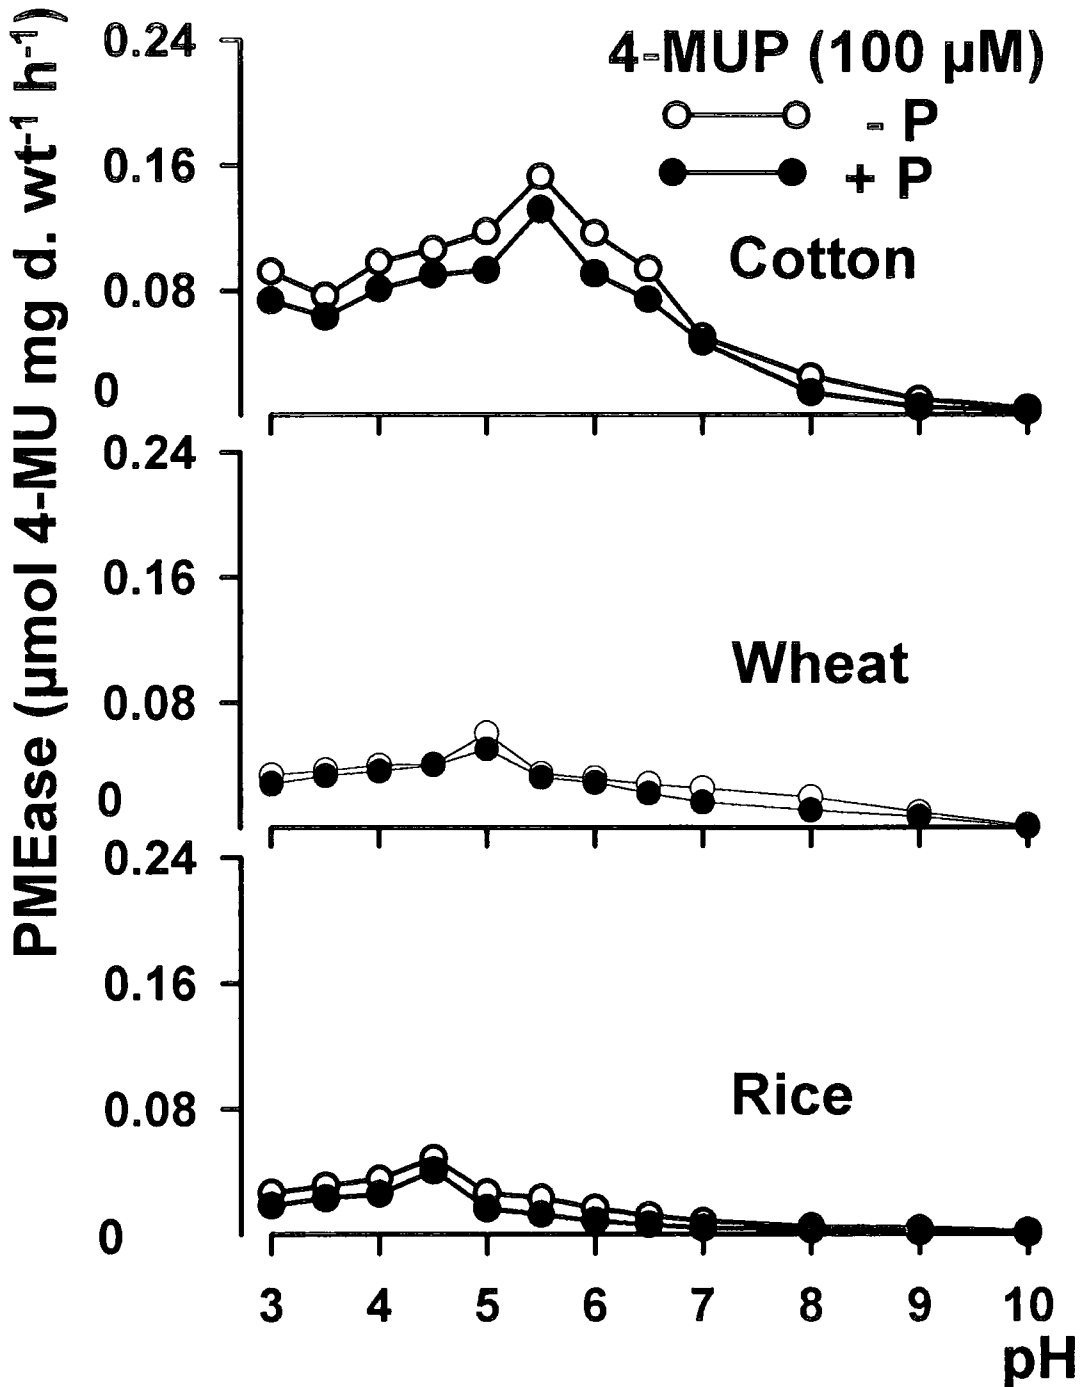 PMEase (µmol 4-MU mg d. wt⁻¹ h⁻¹)
4-MUP (100 µM)
- P
+ P
0.24
0.16
0.08
0
Cotton
0.24
0.16
0.08
0
Wheat
0.24
0.16
0.08
0
Rice
3 4 5 6 7 8 9 10
pH